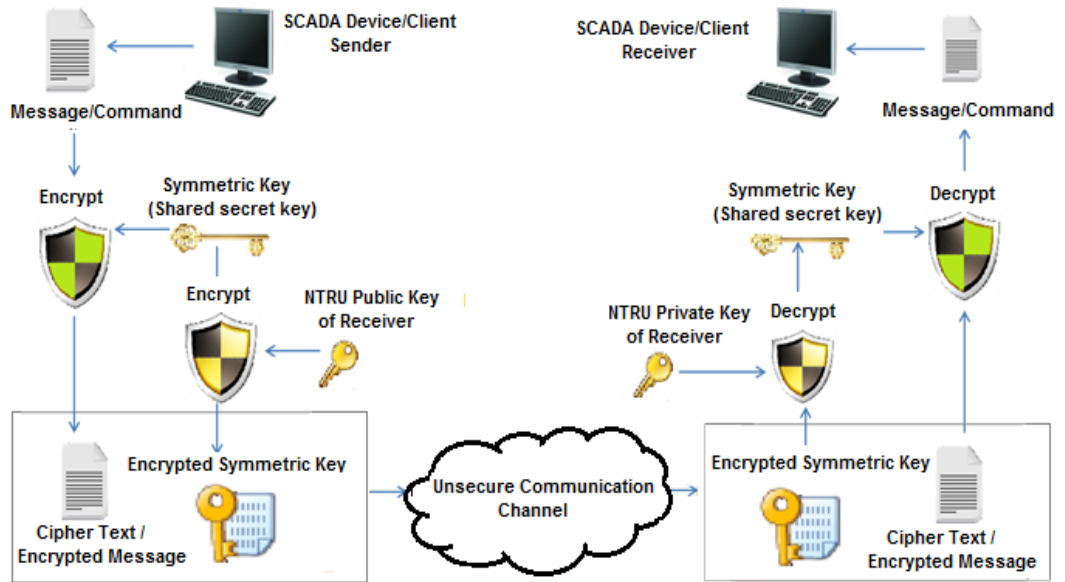 SCADA Device/Client
Sender
Message/Command
Encrypt
Symmetric Key
(Shared secret key)
Encrypt
NTRU Public Key
of Receiver
Encrypted Symmetric Key
Cipher Text /
Encrypted Message
Unsecure Communication
Channel
SCADA Device/Client
Receiver
Message/Command
Symmetric Key
(Shared secret key)
Decrypt
NTRU Private Key
of Receiver
Decrypt
Encrypted Symmetric Key
Cipher Text /
Encrypted Message